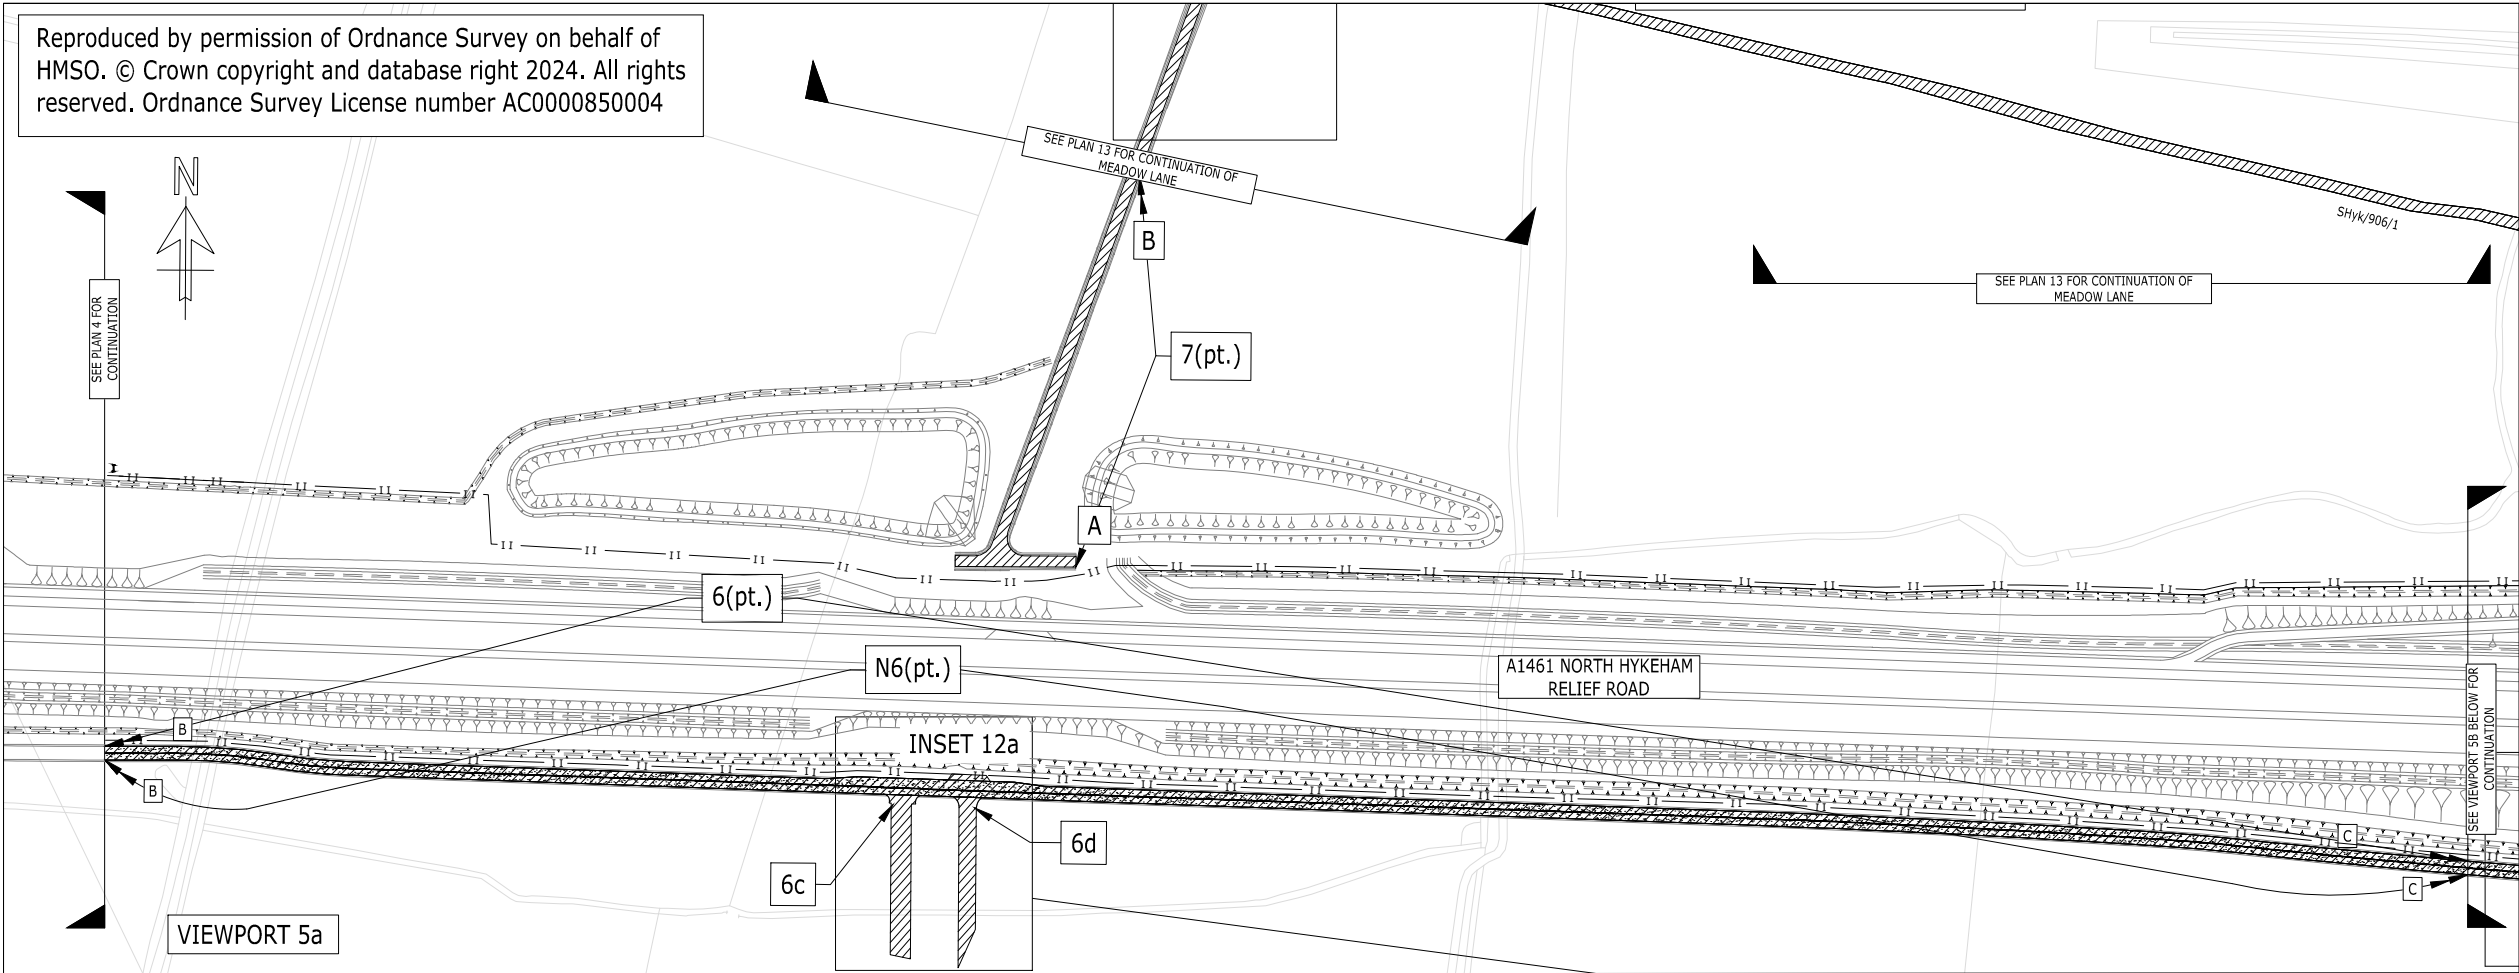 Reproduced by permission of Ordnance Survey on behalf of
HMSO. © Crown copyright and database right 2024. All rights
reserved. Ordnance Survey License number AC0000850004
N
SEE PLAN 4 FOR
CONTINUATION
SEE PLAN 13 FOR CONTINUATION OF
MEADOW LANE
B
7(pt.)
A
SHyk/906/1
SEE PLAN 13 FOR CONTINUATION OF
MEADOW LANE
6(pt.)
N6(pt.)
A1461 NORTH HYKEHAM
RELIEF ROAD
B
B
INSET 12a
6c
6d
C
C
SEE VIEWPORT 5B BELOW FOR
CONTINUATION
VIEWPORT 5a